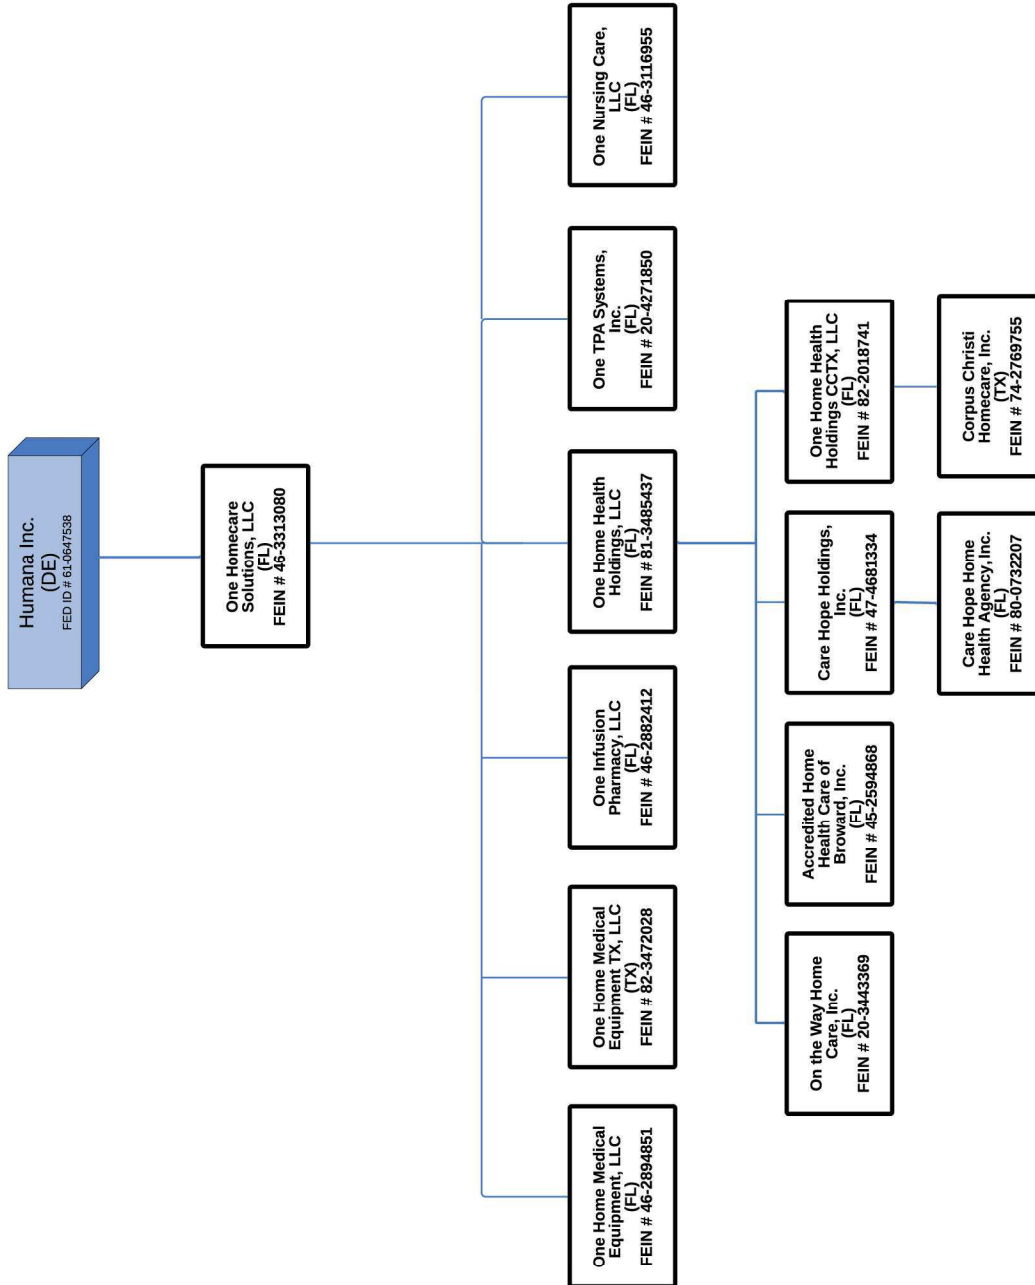 Humana Inc.
(DE)
FED ID # 61-0647538
One Homecare
Solutions, LLC
(FL)
FEIN # 46-3313080
One Home Medical
Equipment, LLC
(FL)
FEIN # 46-2894851
One Home Medical
Equipment TX, LLC
(TX)
FEIN # 82-3472028
One Infusion
Pharmacy, LLC
(FL)
FEIN # 46-2882412
One Home Health
Holdings, LLC
(FL)
FEIN # 81-3485437
One TPA Systems,
Inc.
(FL)
FEIN # 20-4271850
One Nursing Care,
LLC
(FL)
FEIN # 46-3116955
On the Way Home
Care, Inc.
(FL)
FEIN # 20-3443369
Accredited Home
Health Care of
Broward, Inc.
(FL)
FEIN # 45-2594868
Care Hope Holdings,
Inc.
(FL)
FEIN # 47-4681334
One Home Health
Holdings CCTX, LLC
(FL)
FEIN # 82-2018741
Care Hope Home
Health Agency, Inc.
(FL)
FEIN # 80-0732207
Corpus Christi
Homecare, Inc.
(TX)
FEIN # 74-2769755